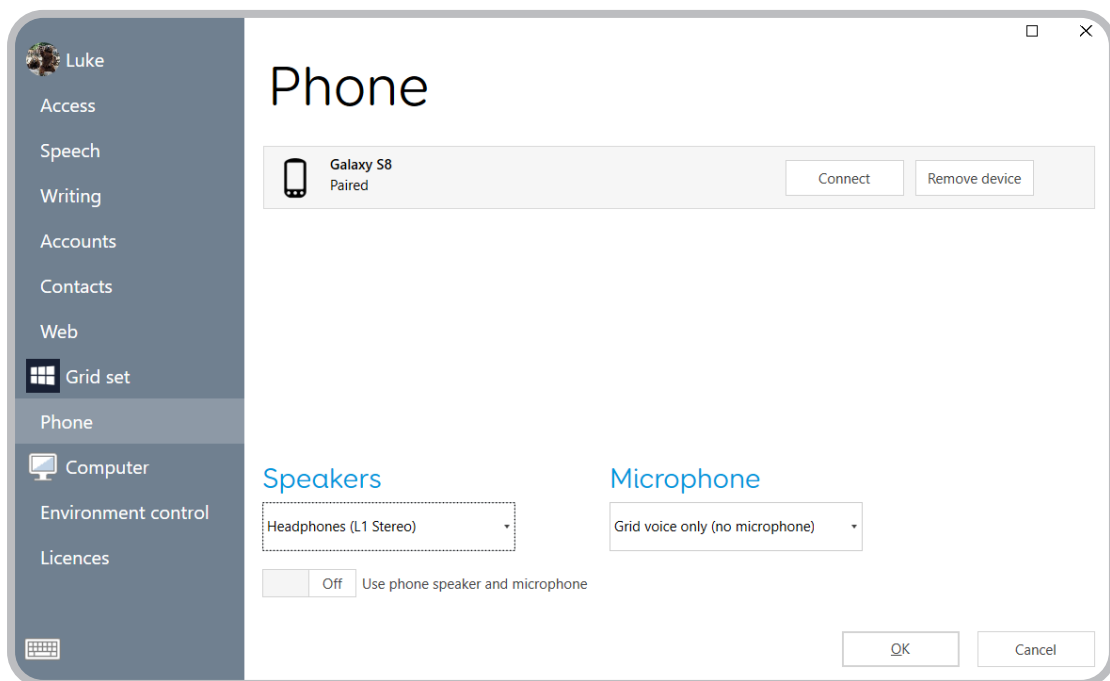 Luke
Access
Speech
Writing
Accounts
Contacts
Web
Grid set
Phone
Computer
Environment control
Licences
Phone
Galaxy S8
Paired
Connect
Remove device
Speakers
Microphone
Headphones (L1 Stereo)
Grid voice only (no microphone)
Off
Use phone speaker and microphone
OK
Cancel